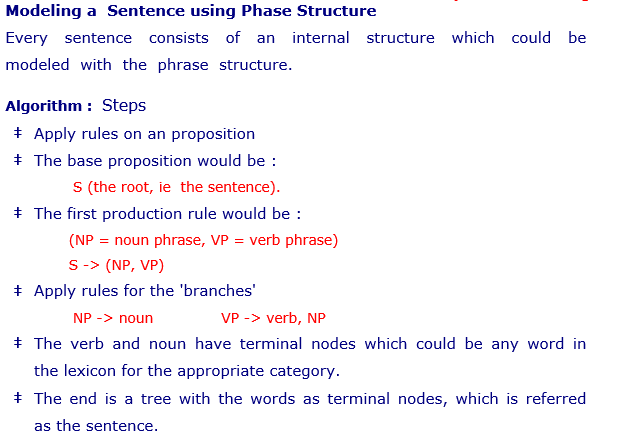 Modeling a Sentence using Phase Structure
Every sentence consists of an internal structure which could be
modeled with the phrase structure.
Algorithm : Steps
‡ Apply rules on an proposition
‡ The base proposition would be :
S (the root, ie the sentence).
‡ The first production rule would be :
(NP = noun phrase, VP = verb phrase)
S -> (NP, VP)
‡ Apply rules for the 'branches'
NP -> noun VP -> verb, NP
‡ The verb and noun have terminal nodes which could be any word in
the lexicon for the appropriate category.
‡ The end is a tree with the words as terminal nodes, which is referred
as the sentence.